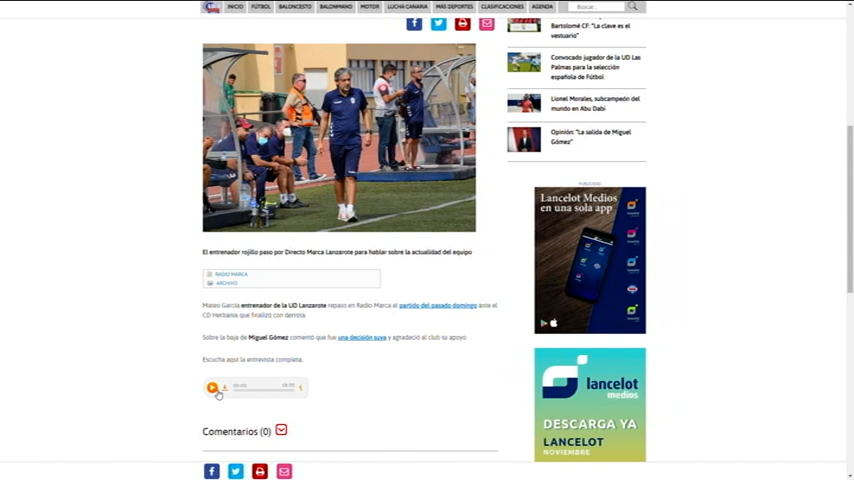 INICIO FÚTBOL BALONCESTO BALONMANO MOTOR LUCHA CANARIA MÁS DEPORTES CLASIFICACIONES AGENDA Buscar...
Bartolomé CF: "La clave es el
vestuario"
Convocado jugador de la UD Las
Palmas para la selección
española de Fútbol
Lionel Morales, subcampeón del
mundo en Abu Dabi
Opinión: "La salida de Miguel
Gómez"
PUBLICIDAD
Lancelot Medios
en una sola app
El entrenador rojillo paso por Directo Marca Lanzarote para hablar sobre la actualidad del equipo
RADIO MARCA
ARCHIVO
Mateo García entrenador de la UD Lanzarote repaso en Radio Marca el partido del pasado domingo ante el
CD Herbania que finalizó con derrota.
Sobre la baja de Miguel Gómez comentó que fue una decisión suya y agradeció al club su apoyo
Escucha aquí la entrevista completa.
00:00
lancelot
medios
DESCARGA YA
LANCELOT
NOVIEMBRE
Comentarios (0)